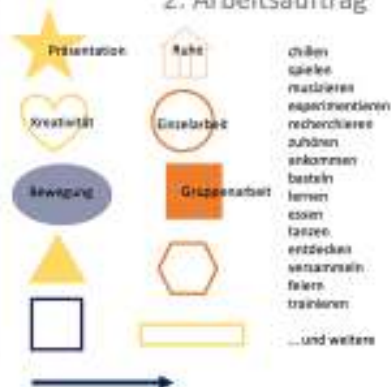 2. Arbeitsauftrag
Präsentation
Ruhe
Kreativität
Einzelarbeit
Bewegung
Gruppenarbeit
chillen
spielen
musizieren
experimentieren
recherchieren
zuhören
ankommen
basteln
lernen
essen
tanzen
entdecken
versammeln
feiern
trainieren
...und weitere